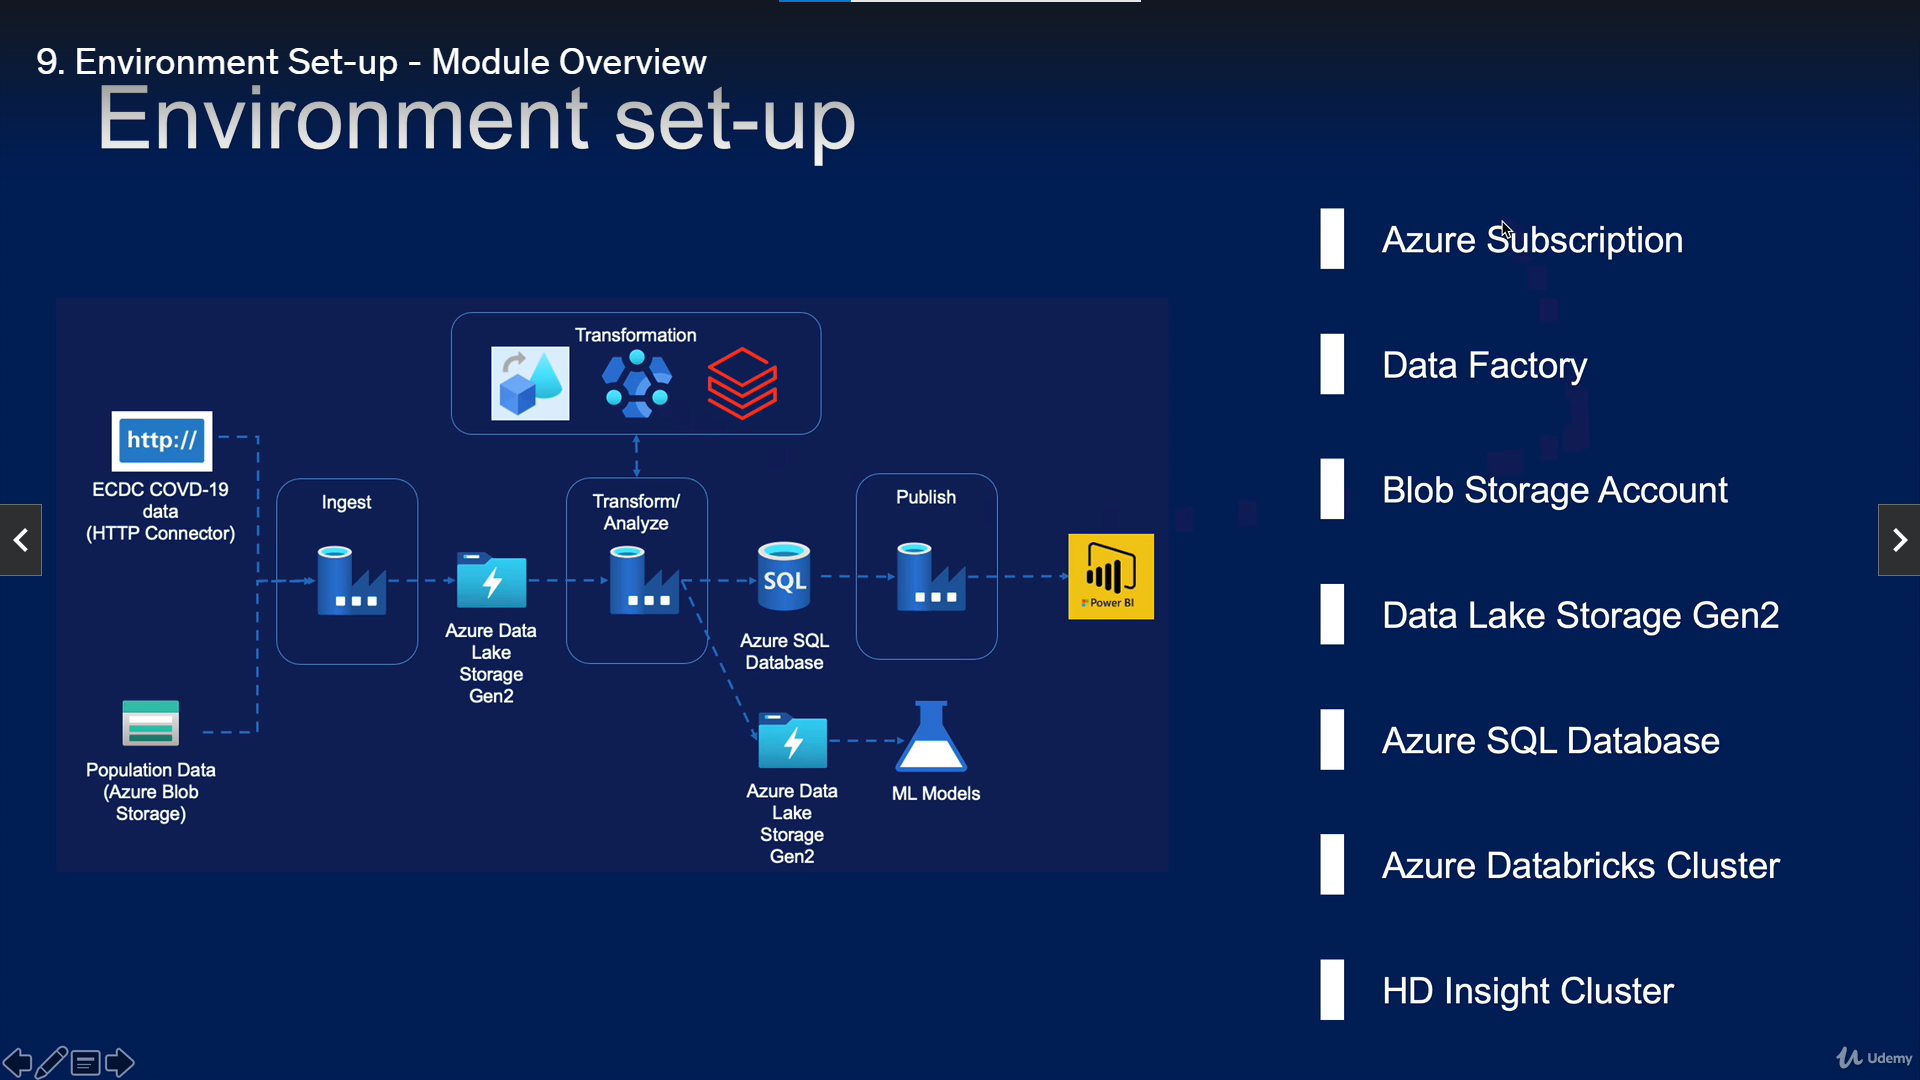 9. Environment Set-up - Module Overview
Environment set-up
Transformation
http://
ECDC COVD-19
data
(HTTP Connector)
Ingest
Azure Data
Lake
Storage
Gen2
Transform/
Analyze
SQL
Azure SQL
Database
Publish
Power BI
Population Data
(Azure Blob
Storage)
Azure Data
Lake
Storage
Gen2
ML Models
Azure Subscription
Data Factory
Blob Storage Account
Data Lake Storage Gen2
Azure SQL Database
Azure Databricks Cluster
HD Insight Cluster
Udemy